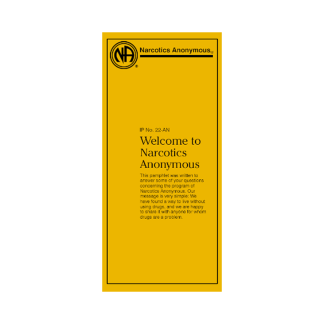 NA
Narcotics Anonymous
IP No. 22-AN
Welcome to
Narcotics
Anonymous
This pamphlet was written to
answer some of your questions
concerning the program of
Narcotics Anonymous. Our
message is very simple: We
have found a way to live without
using drugs, and we are happy
to share it with anyone for whom
drugs are a problem.